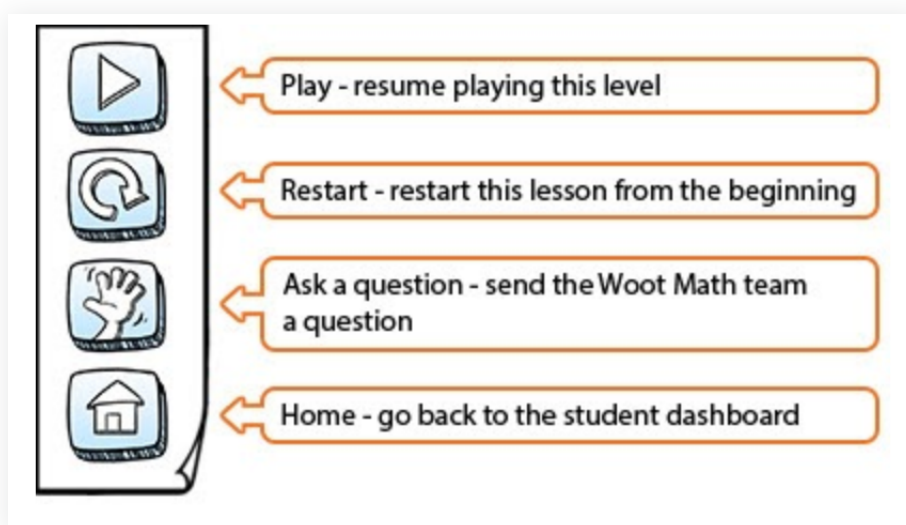 Play - resume playing this level
Restart - restart this lesson from the beginning
Ask a question - send the Woot Math team
a question
Home - go back to the student dashboard